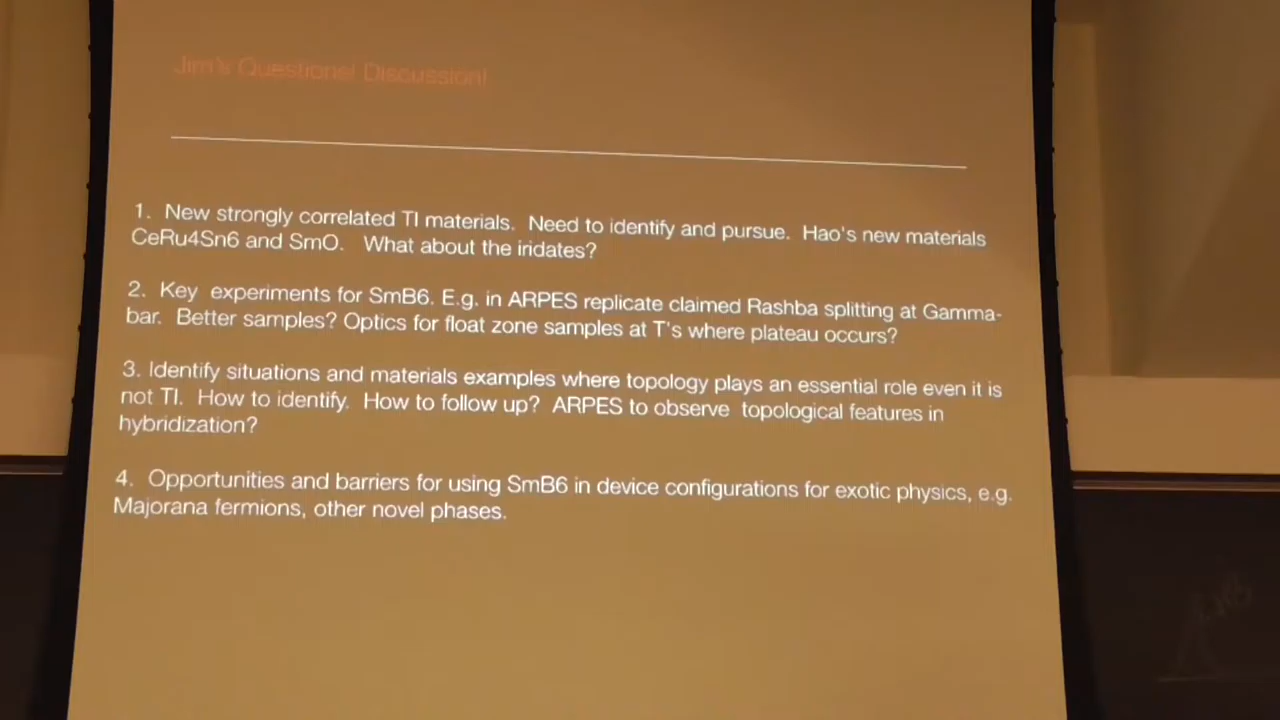 Jim's Questions! Discussion!
1. New strongly correlated TI materials. Need to identify and pursue. Hao's new materials
CeRu4Sn6 and SmO. What about the iridates?
2. Key experiments for SmB6. E.g. in ARPES replicate claimed Rashba splitting at Gamma-
bar. Better samples? Optics for float zone samples at T's where plateau occurs?
3. Identify situations and materials examples where topology plays an essential role even it is
not TI. How to identify. How to follow up? ARPES to observe topological features in
hybridization?
4. Opportunities and barriers for using SmB6 in device configurations for exotic physics, e.g.
Majorana fermions, other novel phases.